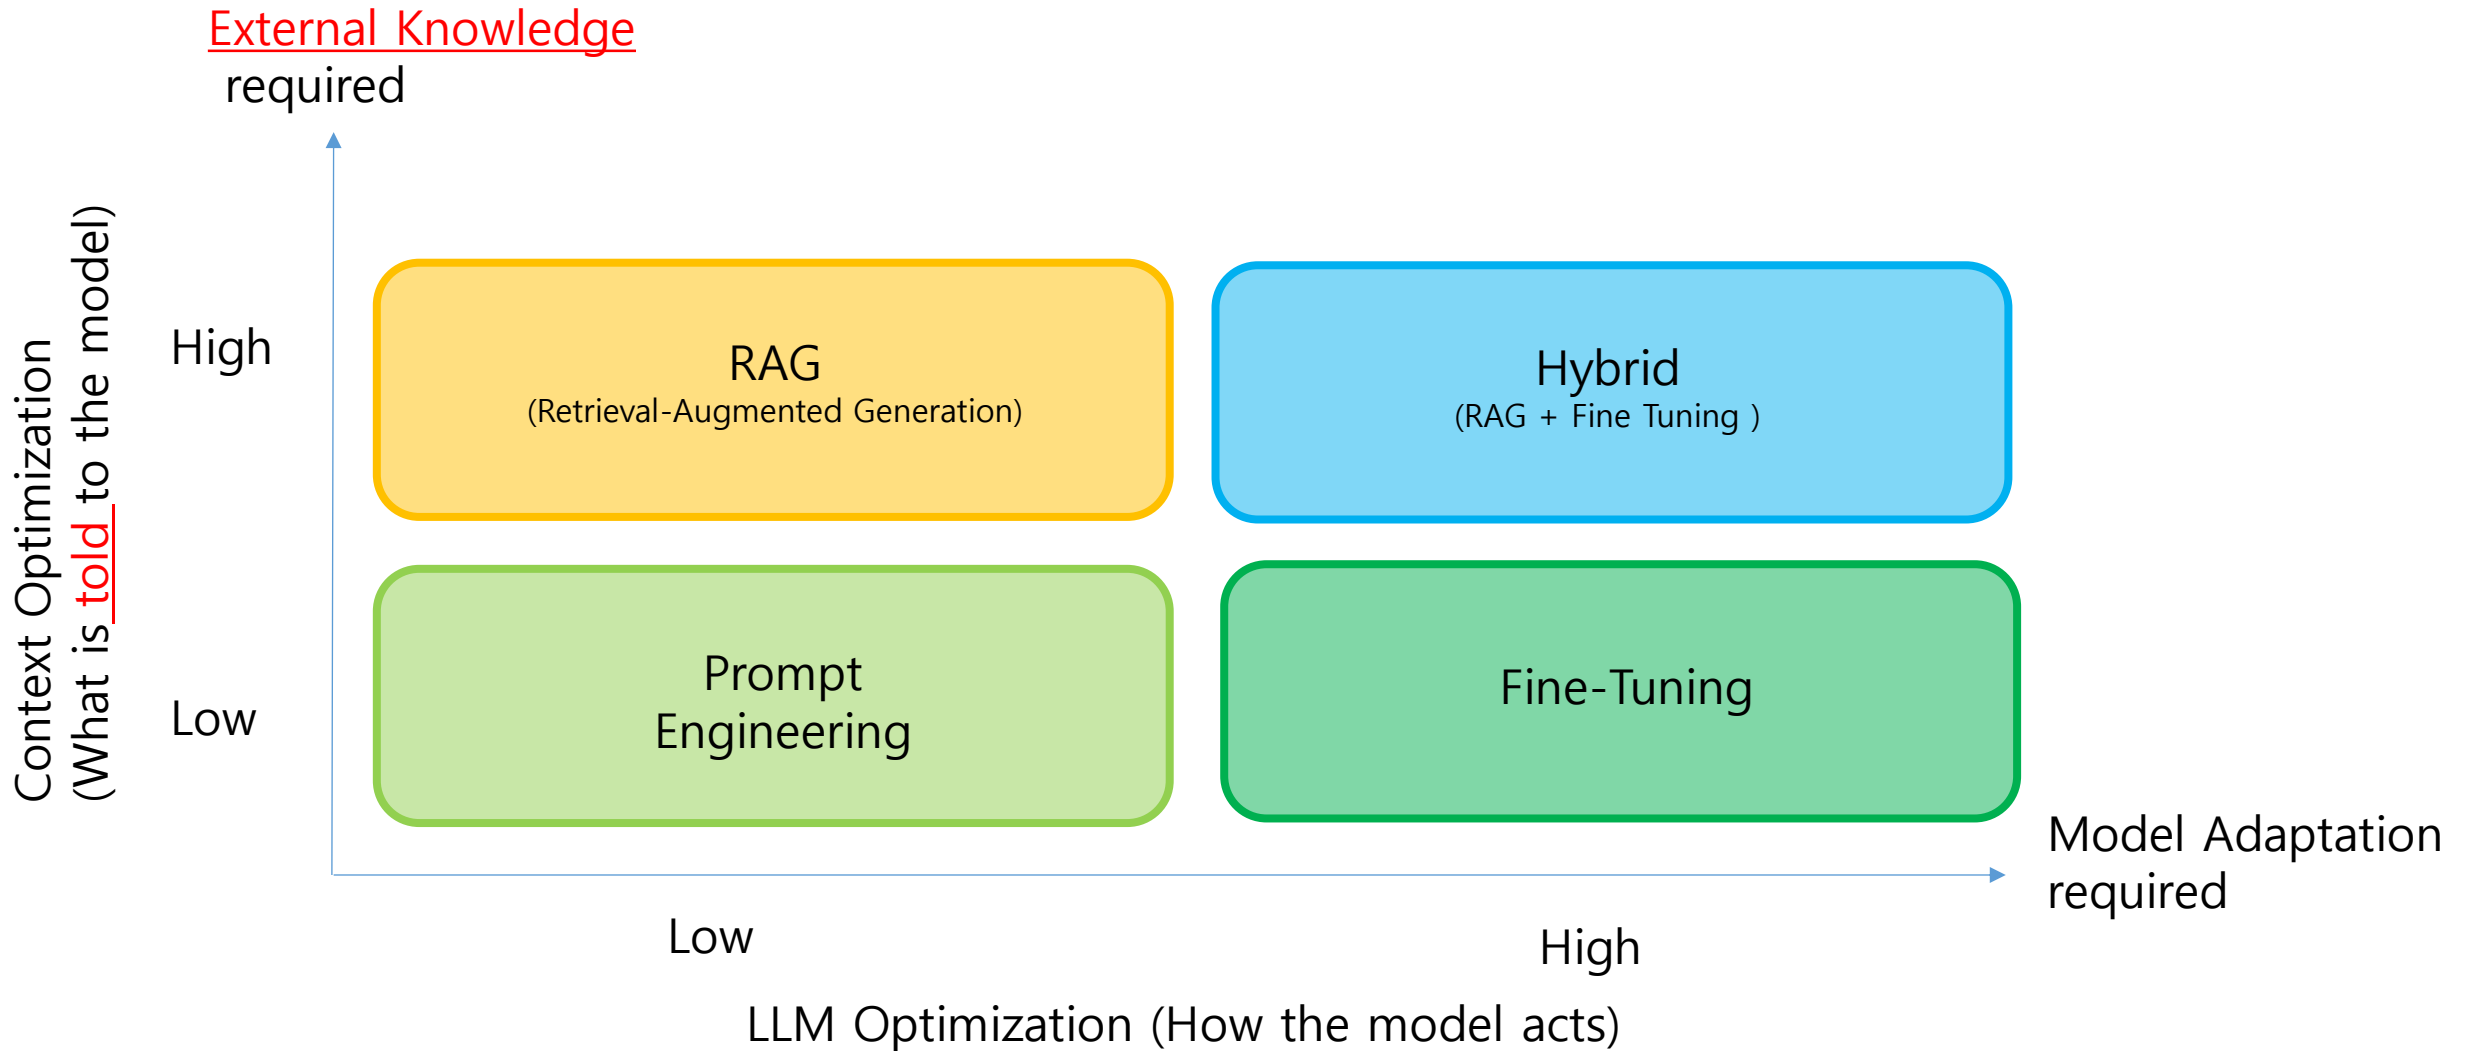 External Knowledge
required
Context Optimization
(What is told to the model)
High
RAG
(Retrieval-Augmented Generation)
Hybrid
(RAG + Fine Tuning )
Low
Prompt
Engineering
Fine-Tuning
Model Adaptation
required
Low
High
LLM Optimization (How the model acts)